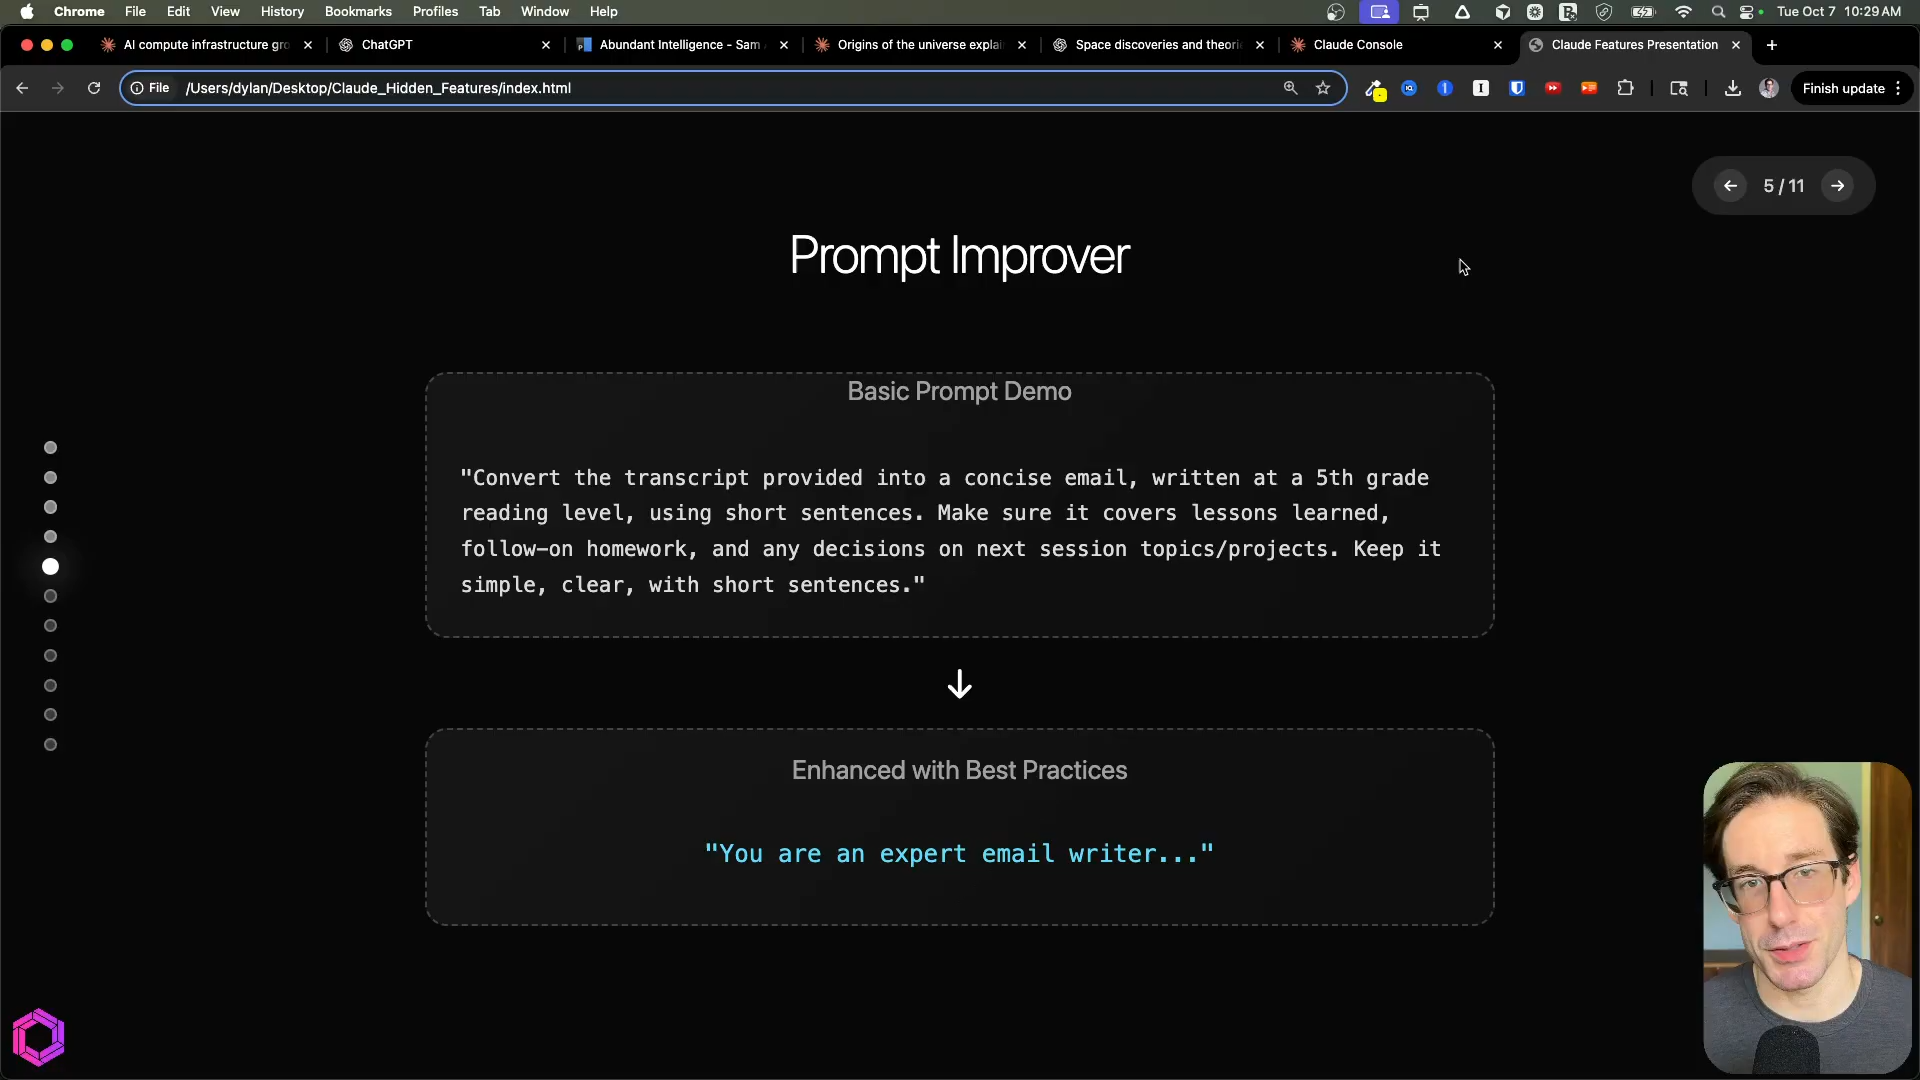 Chrome File Edit View History Bookmarks Profiles Tab Window Help Tue Oct 7 10:29 AM
AI compute infrastructure gro ChatGPT Abundant Intelligence - Sam Origins of the universe explai Space discoveries and theori Claude Console Claude Features Presentation
File /Users/dylan/Desktop/Claude_Hidden_Features/index.html Finish update
5 / 11
Prompt Improver
Basic Prompt Demo
"Convert the transcript provided into a concise email, written at a 5th grade
reading level, using short sentences. Make sure it covers lessons learned,
follow-on homework, and any decisions on next session topics/projects. Keep it
simple, clear, with short sentences."
Enhanced with Best Practices
"You are an expert email writer..."